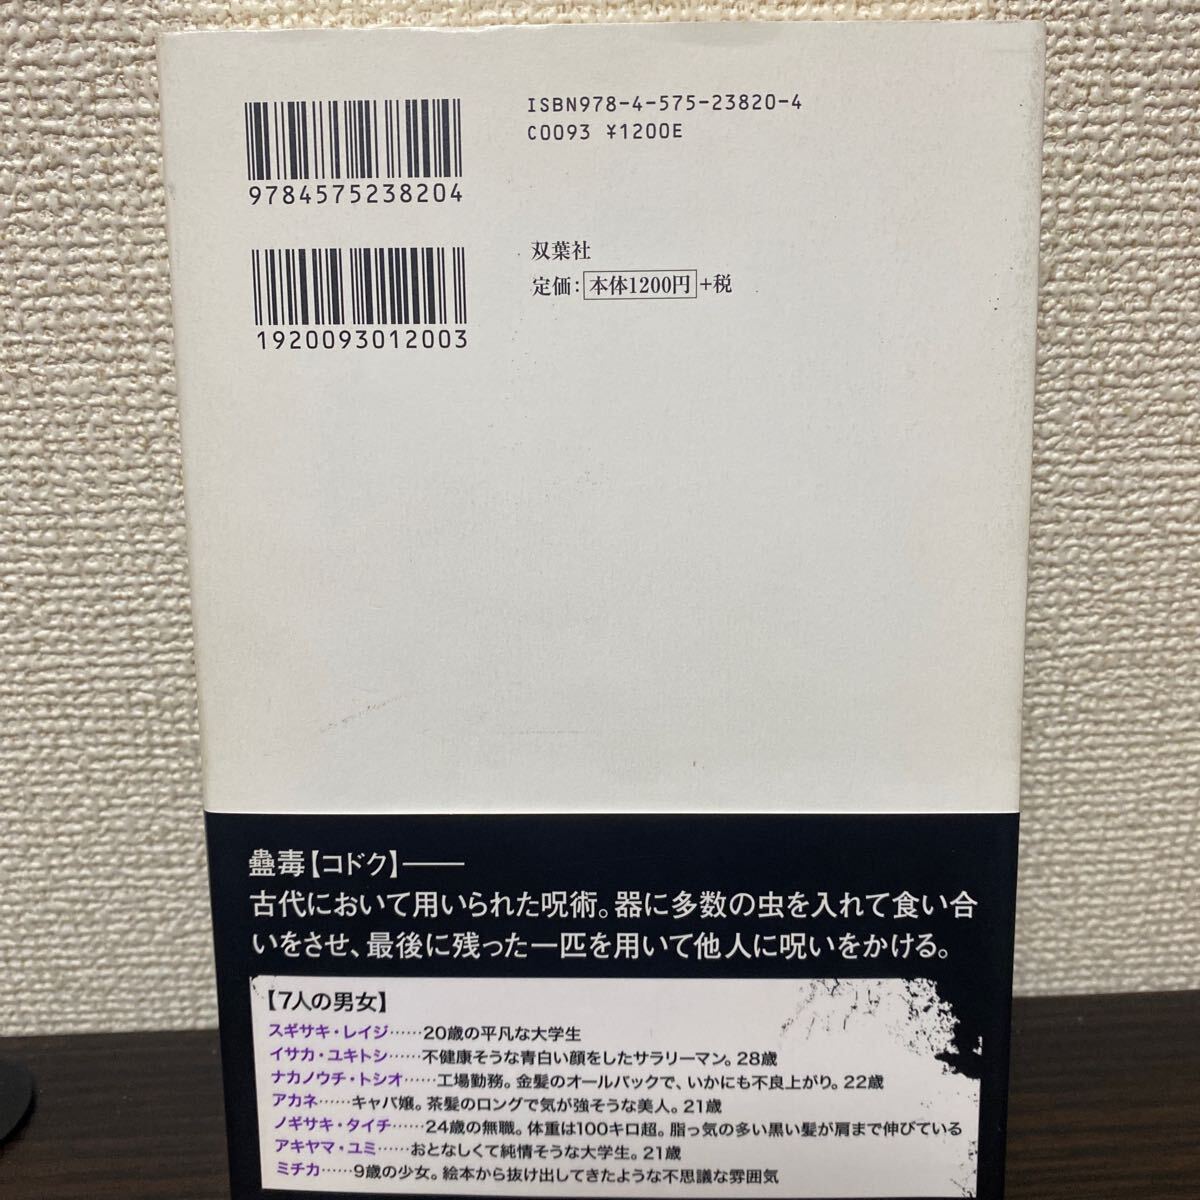 ISBN978-4-575-23820-4
C0093 ¥1200E
9784575238204
双葉社
定価：本体1200円＋税
1920093012003
蠱毒【コドク】――
古代において用いられた呪術。器に多数の虫を入れて食い合
いをさせ、最後に残った一匹を用いて他人に呪いをかける。
【7人の男女】
スギサキ・レイジ……20歳の平凡な大学生
イサカ・ユキトシ……不健康そうな青白い顔をしたサラリーマン。28歳
ナカノウチ・トシオ……工場勤務。金髪のオールバックで、いかにも不良上がり。22歳
アカネ……キャバ嬢。茶髪のロングで気が強そうな美人。21歳
ノギサキ・タイチ……24歳の無職。体重は100キロ超。脂っ気の多い黒い髪が肩まで伸びている
アキヤマ・ユミ……おとなしくて純情そうな大学生。21歳
ミチカ……9歳の少女。絵本から抜け出してきたような不思議な雰囲気